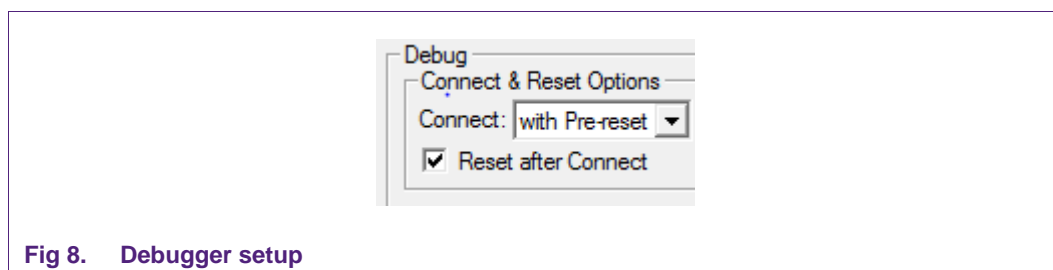 Debug
Connect & Reset Options
Connect: with Pre-reset
Reset after Connect
Fig 8. Debugger setup